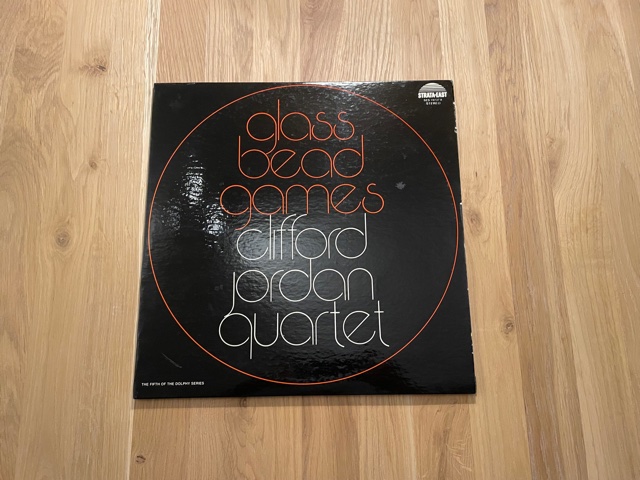 STRATA-EAST
STEREO
glass
bead
games
clifford
jordan
quartet
THE FIFTH OF THE DOLPHY SERIES